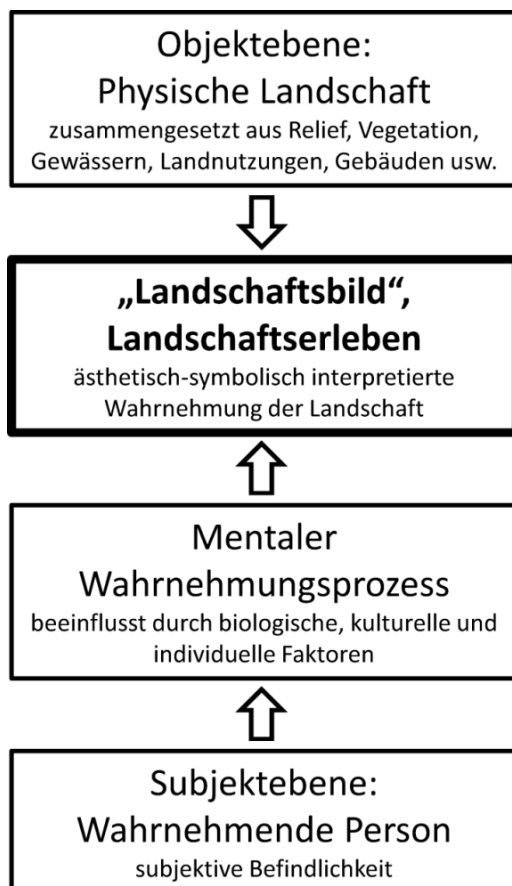 Objektebene:
Physische Landschaft
zusammengesetzt aus Relief, Vegetation,
Gewässern, Landnutzungen, Gebäuden usw.
„Landschaftsbild“,
Landschaftserleben
ästhetisch-symbolisch interpretierte
Wahrnehmung der Landschaft
Mentaler
Wahrnehmungsprozess
beeinflusst durch biologische, kulturelle und
individuelle Faktoren
Subjektebene:
Wahrnehmende Person
subjektive Befindlichkeit